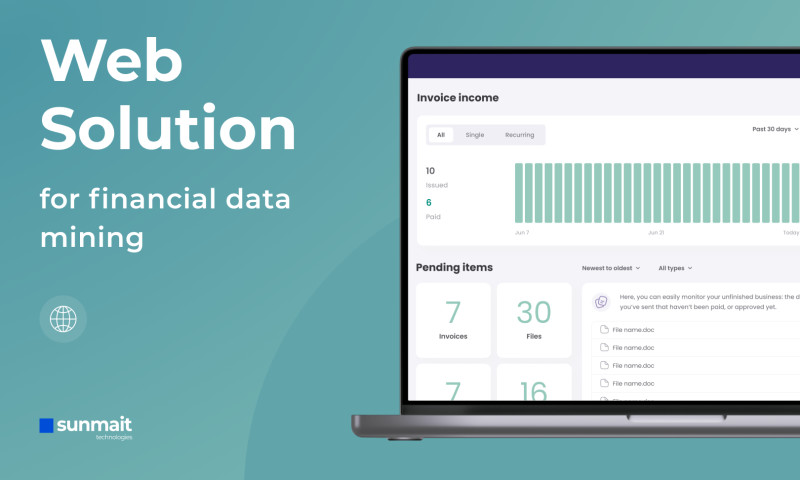 Web
Solution
for financial data
mining
sunmait
technologies
Invoice income
All Single Recurring
Past 30 days
10
Issued
6
Paid
Jun 7 Jun 21 Today
Pending items
Newest to oldest All types
7
Invoices
30
Files
7
16
Here, you can easily monitor your unfinished business: the
you've sent that haven't been paid, or approved yet.
File name.doc
File name.doc
File name.doc
File name.doc